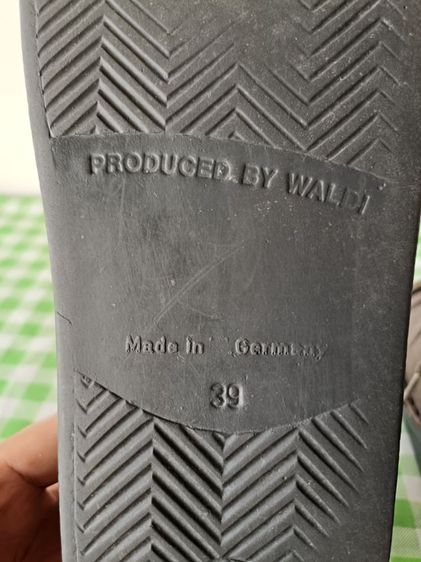 PRODUCED BY WALDI
Made in Germany
39